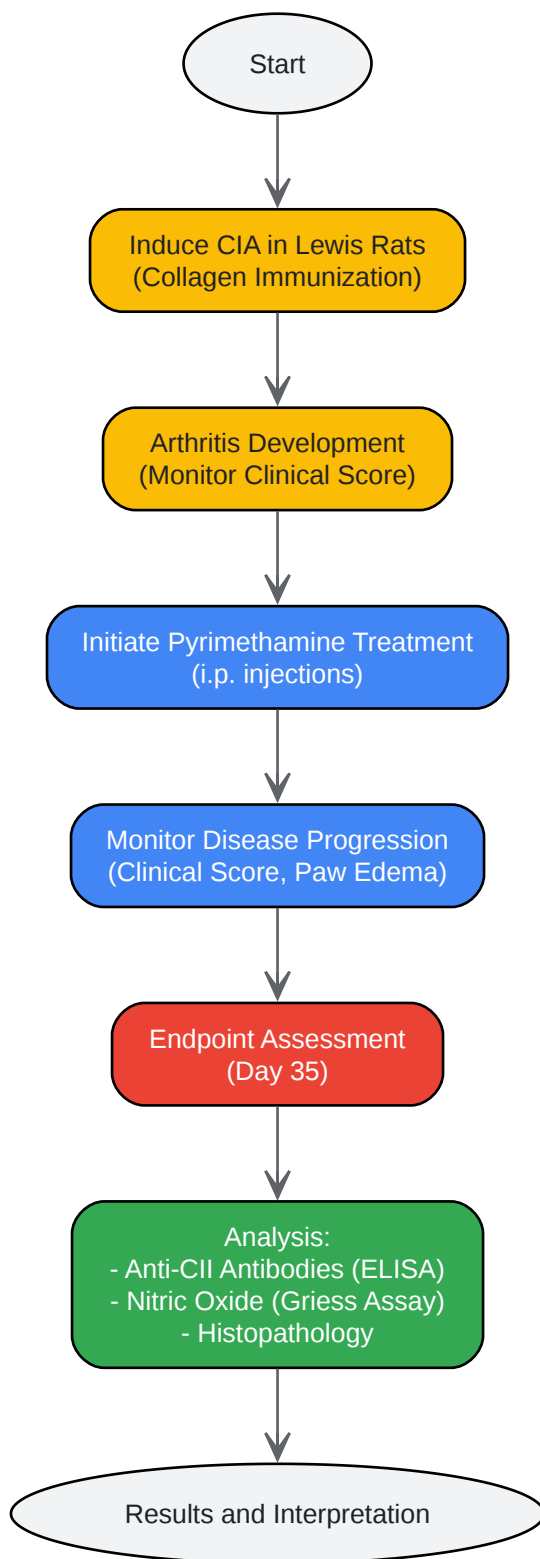 Start
Induce CIA in Lewis Rats
(Collagen Immunization)
Arthritis Development
(Monitor Clinical Score)
Initiate Pyrimethamine Treatment
(i.p. injections)
Monitor Disease Progression
(Clinical Score, Paw Edema)
Endpoint Assessment
(Day 35)
Analysis:
- Anti-CII Antibodies (ELISA)
- Nitric Oxide (Griess Assay)
- Histopathology
Results and Interpretation